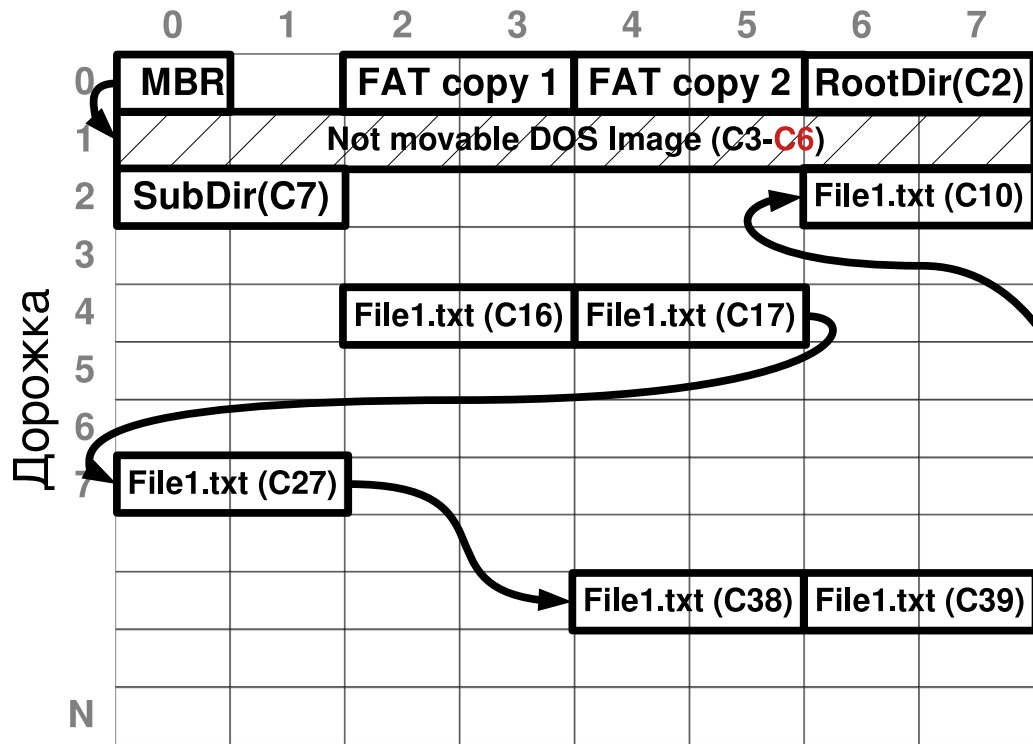 0 1 2 3 4 5 6 7
0 MBR FAT copy 1 FAT copy 2 RootDir(C2)
1 Not movable DOS Image (C3-C6)
2 SubDir(C7) File1.txt (C10)
3
4 File1.txt (C16) File1.txt (C17)
5
6
7 File1.txt (C27)
File1.txt (C38) File1.txt (C39)
N
Дорожка